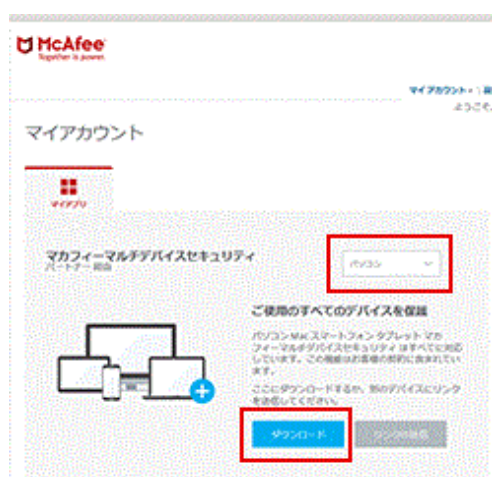 McAfee
Together is power.
マイアカウント
ようこそ
マイアカウント
マイアプリ
マカフィーマルチデバイスセキュリティ
パートナー 経由
パソコン
ご使用のすべてのデバイスを保護
パソコン Mac スマートフォン タブレット マカ
フィーマルチデバイスセキュリティ はすべてに対応
しています。この機能はお客様の契約に含まれてい
ます。
ここにダウンロードするか、別のデバイスにリンク
を送信してください。
ダウンロード
リンクの送信